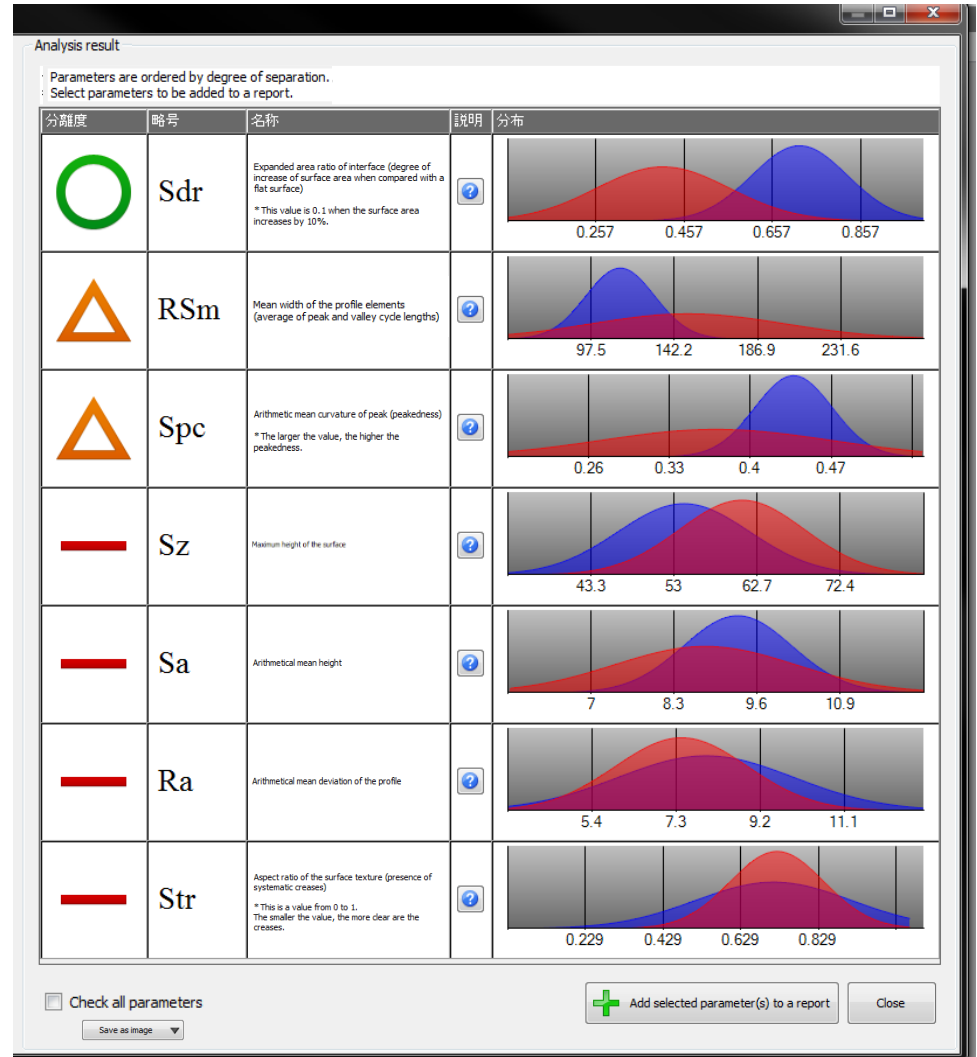 Analysis result
Parameters are ordered by degree of separation.
Select parameters to be added to a report.
分離度 略号 名称 説明 分布
Sdr
Expanded area ratio of interface (degree of
increase of surface area when compared with a
flat surface)
* This value is 0.1 when the surface area
increases by 10%.
0.257 0.457 0.657 0.857
RSm
Mean width of the profile elements
(average of peak and valley cycle lengths)
97.5 142.2 186.9 231.6
Spc
Arithmetic mean curvature of peak (peakedness)
* The larger the value, the higher the
peakedness.
0.26 0.33 0.4 0.47
Sz
Maximum height of the surface
43.3 53 62.7 72.4
Sa
Arithmetical mean height
7 8.3 9.6 10.9
Ra
Arithmetical mean deviation of the profile
5.4 7.3 9.2 11.1
Str
Aspect ratio of the surface texture (presence of
systematic creases)
* This is a value from 0 to 1.
The smaller the value, the more clear are the
creases.
0.229 0.429 0.629 0.829
Check all parameters
Save as image
Add selected parameter(s) to a report
Close